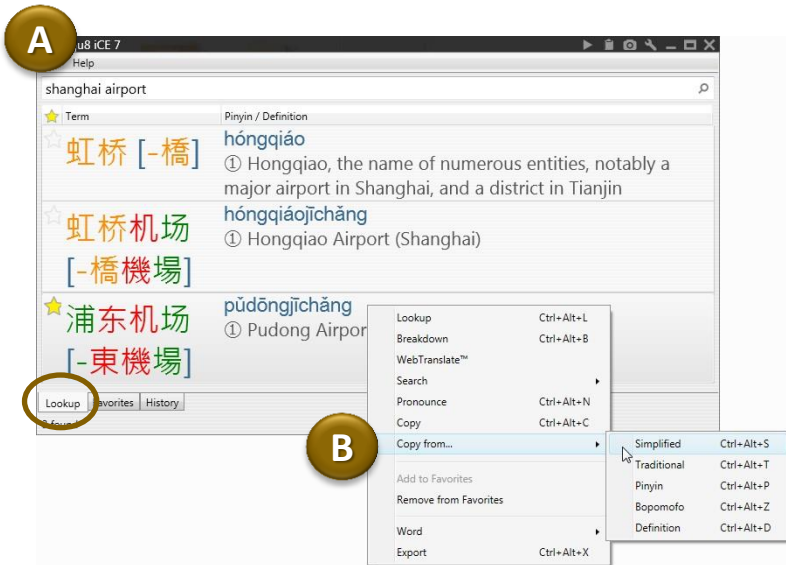 A
u8 iCE 7
Help
shanghai airport
Term Pinyin / Definition
虹桥 [-橋] hóngqiáo
① Hongqiao, the name of numerous entities, notably a
major airport in Shanghai, and a district in Tianjin
虹桥机场 hóngqiáojīchǎng
[-橋機場] ① Hongqiao Airport (Shanghai)
浦东机场 pǔdōngjīchǎng
[-東機場] ① Pudong Airpor
Lookup Favorites History
B
Lookup Ctrl+Alt+L
Breakdown Ctrl+Alt+B
WebTranslate™
Search
Pronounce Ctrl+Alt+N
Copy Ctrl+Alt+C
Copy from...
Add to Favorites
Remove from Favorites
Word
Export Ctrl+Alt+X
Simplified Ctrl+Alt+S
Traditional Ctrl+Alt+T
Pinyin Ctrl+Alt+P
Bopomofo Ctrl+Alt+Z
Definition Ctrl+Alt+D